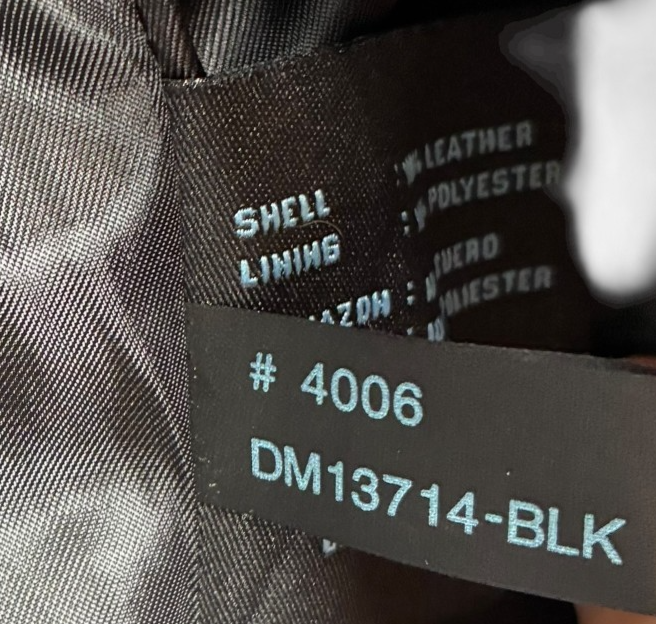 SHELL : LEATHER
LINING : POLYESTER
# 4006
DM13714-BLK